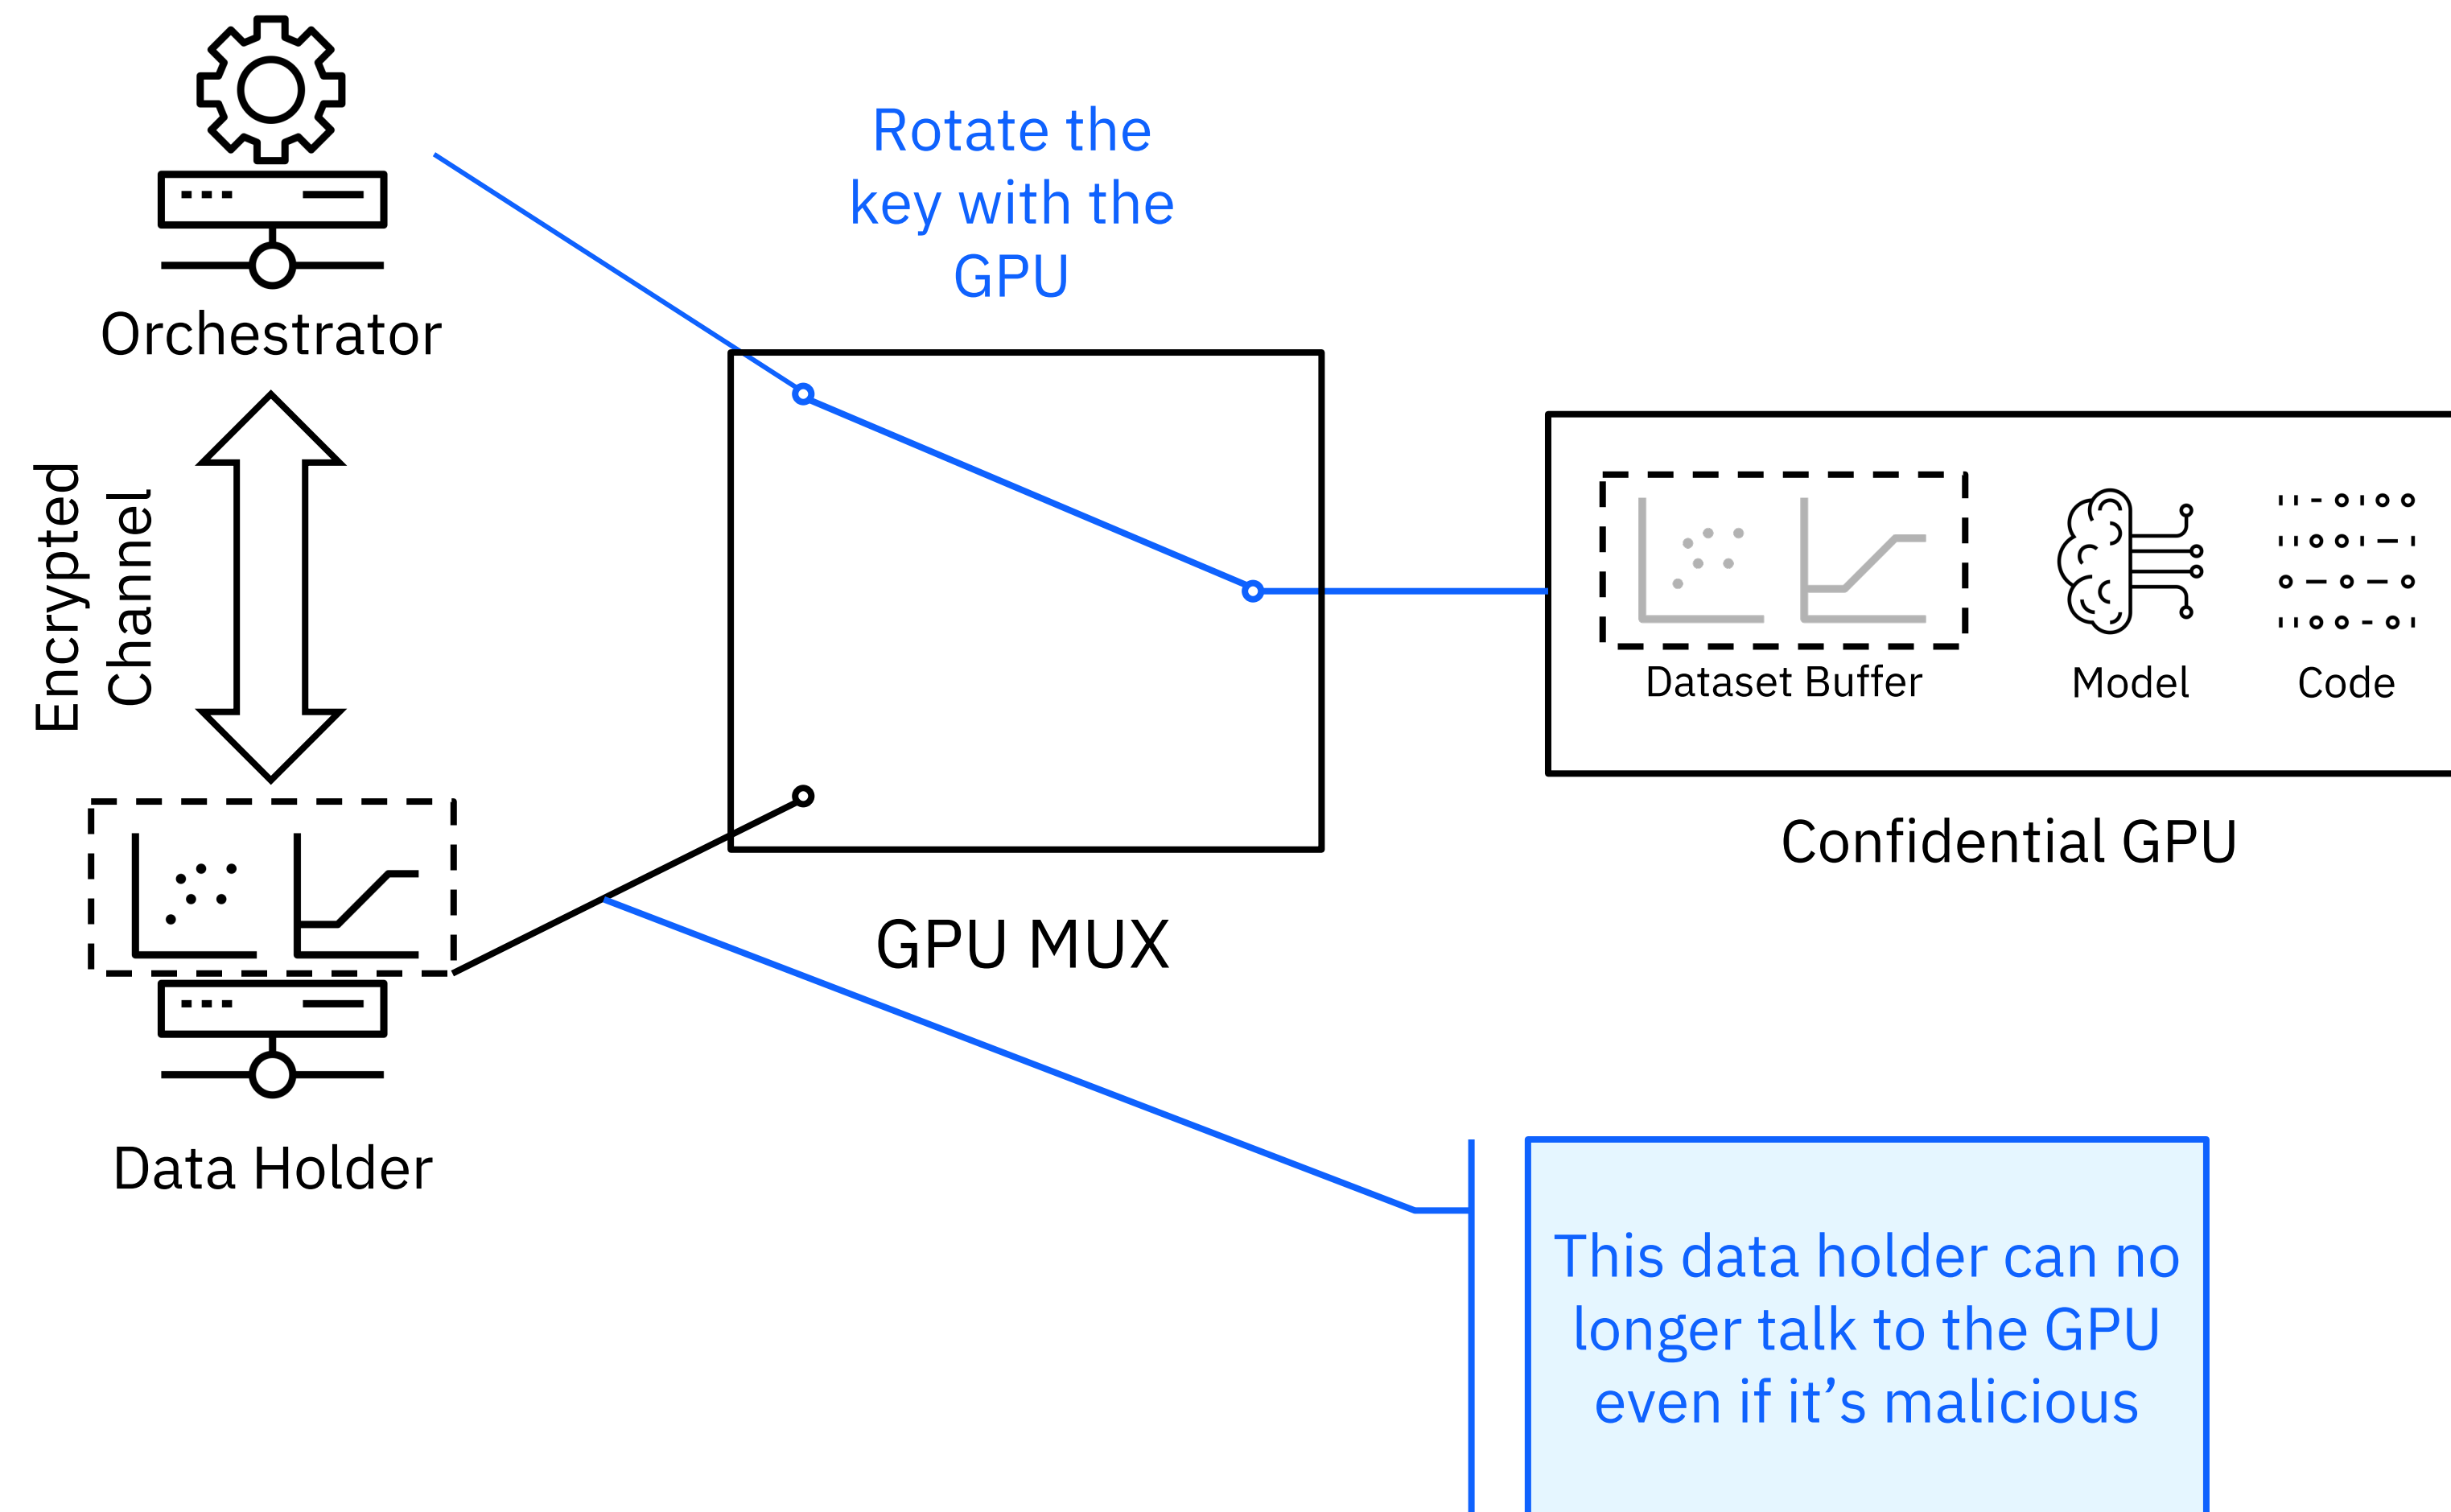 Rotate the
key with the
GPU
Orchestrator
Encrypted
Channel
Dataset Buffer
Model
Code
Confidential GPU
GPU MUX
Data Holder
This data holder can no
longer talk to the GPU
even if it’s malicious